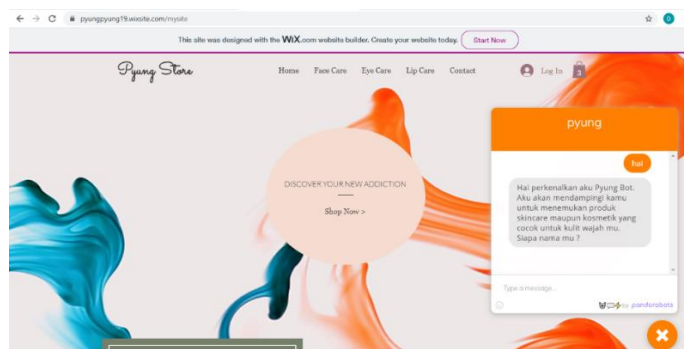 pyungpyung19.wixsite.com/mysite
This site was designed with the WiX.com website builder. Create your website today. Start Now
Pyung Store
Home Face Care Eye Care Lip Care Contact Log In
pyung
hai
Hai perkenalkan aku Pyung Bot.
Aku akan mendampingi kamu
untuk menemukan produk
skincare maupun kosmetik yang
cocok untuk kulit wajah mu.
Siapa nama mu ?
DISCOVER YOUR NEW ADDICTION
Shop Now >
Type a message...
by pandorabots